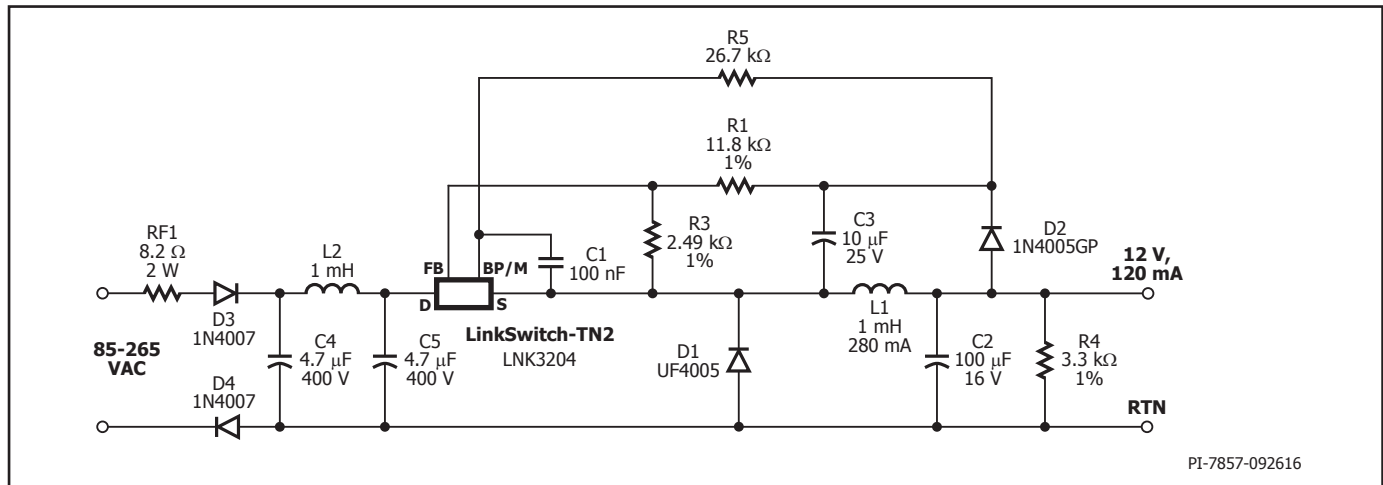 R5
26.7 kΩ
R1
11.8 kΩ
1%
RF1
8.2 Ω
2 W
D3
1N4007
L2
1 mH
FB
BP/M
D
S
C1
100 nF
R3
2.49 kΩ
1%
C3
10 µF
25 V
D2
1N4005GP
12 V,
120 mA
85-265
VAC
C4
4.7 µF
400 V
C5
4.7 µF
400 V
LinkSwitch-TN2
LNK3204
D1
UF4005
L1
1 mH
280 mA
C2
100 µF
16 V
R4
3.3 kΩ
1%
D4
1N4007
RTN
PI-7857-092616